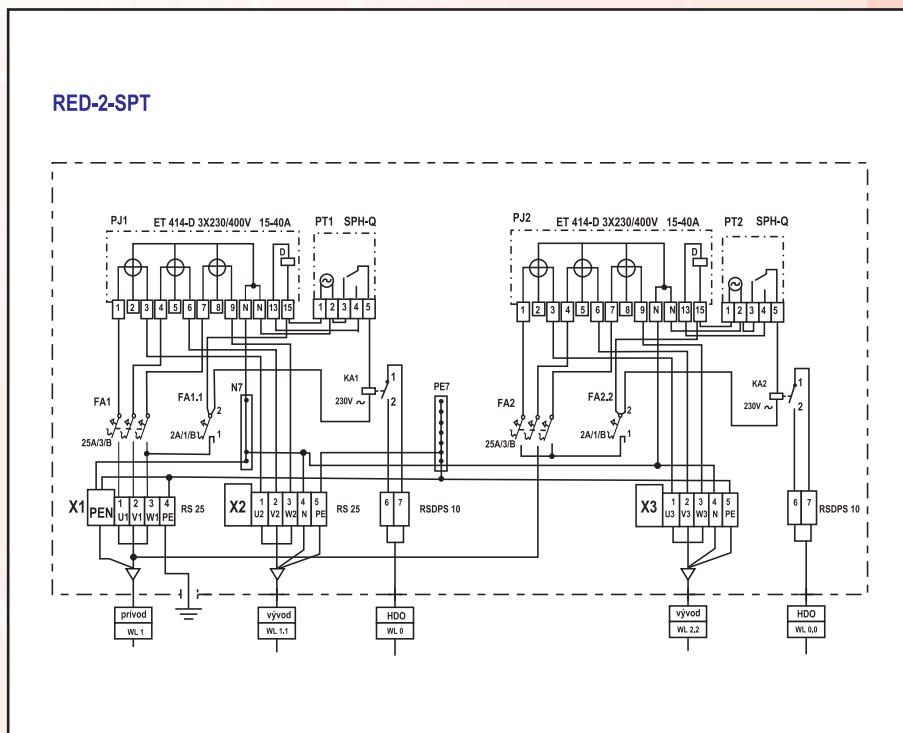 RED-2-SPT
PJ1 ET 414-D 3X230/400V 15-40A PT1 SPH-Q
D
1 2 3 4 5 6 7 8 9 N N 13 15
1 2 3 4 5
PJ2 ET 414-D 3X230/400V 15-40A PT2 SPH-Q
D
1 2 3 4 5 6 7 8 9 N N 13 15
1 2 3 4 5
FA1
25A/3/B
FA1.1
2
2A/1/B
1
N7
KA1
230V ~
1
2
PE7
FA2
25A/3/B
FA2.2
2
2A/1/B
1
KA2
230V ~
1
2
X1
PEN
1 2 3 4
U1 V1 W1 PE
RS 25
X2
1 2 3 4 5
U2 V2 W2 N PE
RS 25
6 7
RSDPS 10
X3
1 2 3 4 5
U3 V3 W3 N PE
6 7
RSDPS 10
prívod
WL 1
vývod
WL 1.1
HDO
WL 0
vývod
WL 2.2
HDO
WL 0.0